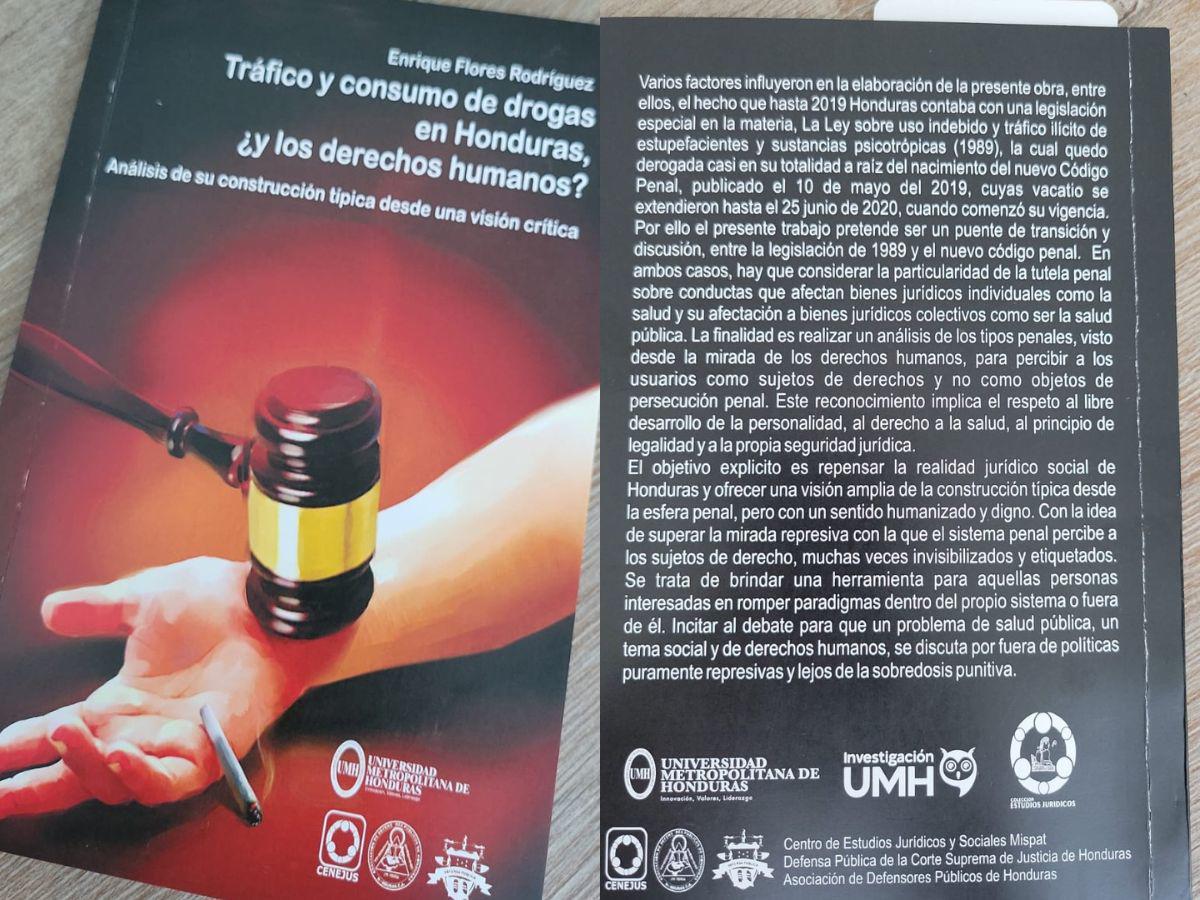 Enrique Flores Rodríguez
Tráfico y consumo de drogas
en Honduras,
¿y los derechos humanos?
Análisis de su construcción típica desde una visión crítica
UMH
UNIVERSIDAD
METROPOLITANA DE
HONDURAS
Innovación, Valores, Liderazgo
CENEJUS
Varios factores influyeron en la elaboración de la presente obra, entre
ellos, el hecho que hasta 2019 Honduras contaba con una legislación
especial en la materia, La Ley sobre uso indebido y tráfico ilícito de
estupefacientes y sustancias psicotrópicas (1989), la cual quedo
derogada casi en su totalidad a raíz del nacimiento del nuevo Código
Penal, publicado el 10 de mayo del 2019, cuyas vacatio se
extendieron hasta el 25 junio de 2020, cuando comenzó su vigencia.
Por ello el presente trabajo pretende ser un puente de transición y
discusión, entre la legislación de 1989 y el nuevo código penal. En
ambos casos, hay que considerar la particularidad de la tutela penal
sobre conductas que afectan bienes jurídicos individuales como la
salud y su afectación a bienes jurídicos colectivos como ser la salud
pública. La finalidad es realizar un análisis de los tipos penales, visto
desde la mirada de los derechos humanos, para percibir a los
usuarios como sujetos de derechos y no como objetos de
persecución penal. Este reconocimiento implica el respeto al libre
desarrollo de la personalidad, al derecho a la salud, al principio de
legalidad y a la propia seguridad jurídica.
El objetivo explicito es repensar la realidad jurídico social de
Honduras y ofrecer una visión amplia de la construcción típica desde
la esfera penal, pero con un sentido humanizado y digno. Con la idea
de superar la mirada represiva con la que el sistema penal percibe a
los sujetos de derecho, muchas veces invisibilizados y etiquetados.
Se trata de brindar una herramienta para aquellas personas
interesadas en romper paradigmas dentro del propio sistema o fuera
de él. Incitar al debate para que un problema de salud pública, un
tema social y de derechos humanos, se discuta por fuera de políticas
puramente represivas y lejos de la sobredosis punitiva.
UMH
UNIVERSIDAD
METROPOLITANA DE
HONDURAS
Innovación, Valores, Liderazgo
Investigación
UMH
COLECCIÓN
ESTUDIOS JURIDICOS
CENEJUS
Centro de Estudios Jurídicos y Sociales Mispat
Defensa Pública de la Corte Suprema de Justicia de Honduras
Asociación de Defensores Públicos de Honduras